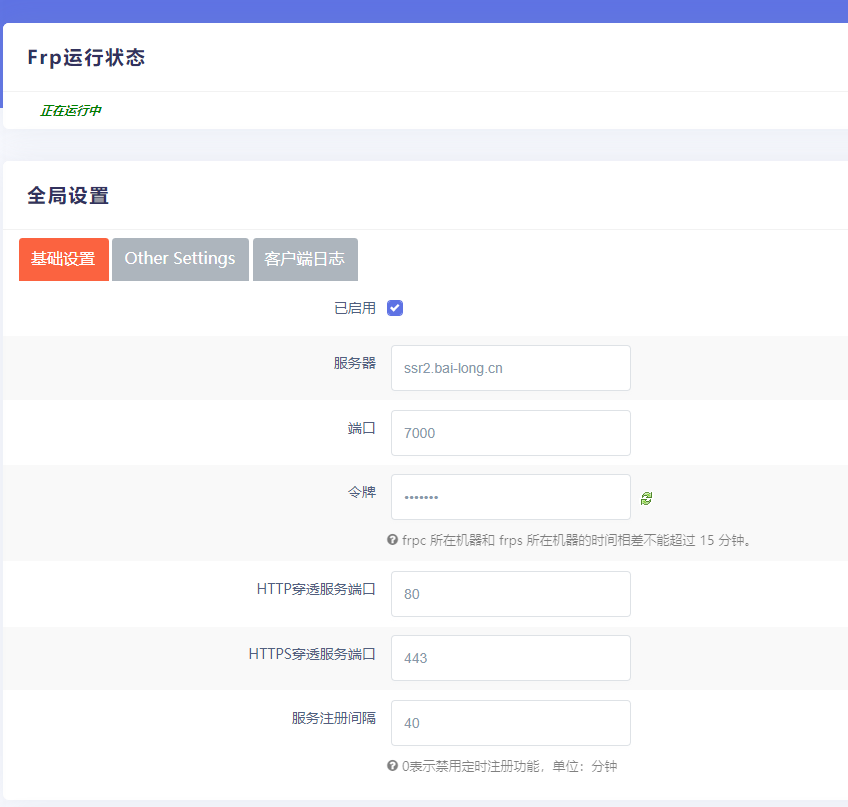 Frp运行状态
正在运行中
全局设置
基础设置 Other Settings 客户端日志
已启用
服务器 ssr2.bai-long.cn
端口 7000
令牌 •••••••
frpc 所在机器和 frps 所在机器的时间相差不能超过 15 分钟。
HTTP穿透服务端口 80
HTTPS穿透服务端口 443
服务注册间隔 40
0表示禁用定时注册功能，单位：分钟